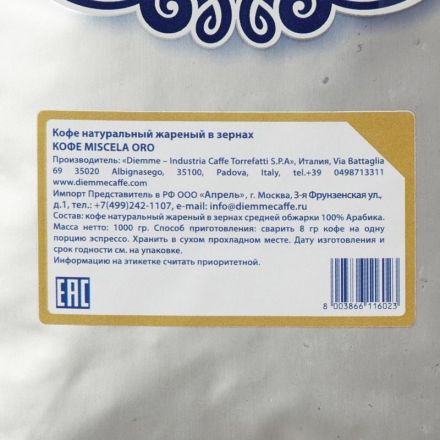 Кофе натуральный жареный в зернах
КОФЕ MISCELA ORO
Производитель: «Diemme – Industria Caffe Torrefatti S.P.A», Италия, Via Battaglia
69 35020 Albignasego, 35100, Padova, Italy, tel.+39 0498713311
www.diemmecaffe.com
Импорт Представитель в РФ ООО «Апрель», г. Москва, 3-я Фрунзенская ул.,
д.1, тел.: +7(499)242-1107, e-mail: info@diemmecaffe.ru
Состав: кофе натуральный жареный в зернах средней обжарки 100% Арабика.
Масса нетто: 1000 гр. Способ приготовления: сварить 8 гр кофе на одну
порцию эспрессо. Хранить в сухом прохладном месте. Дату изготовления и
срок годности см. на упаковке.
Информацию на этикетке считать приоритетной.
EAC
8 003866 116023